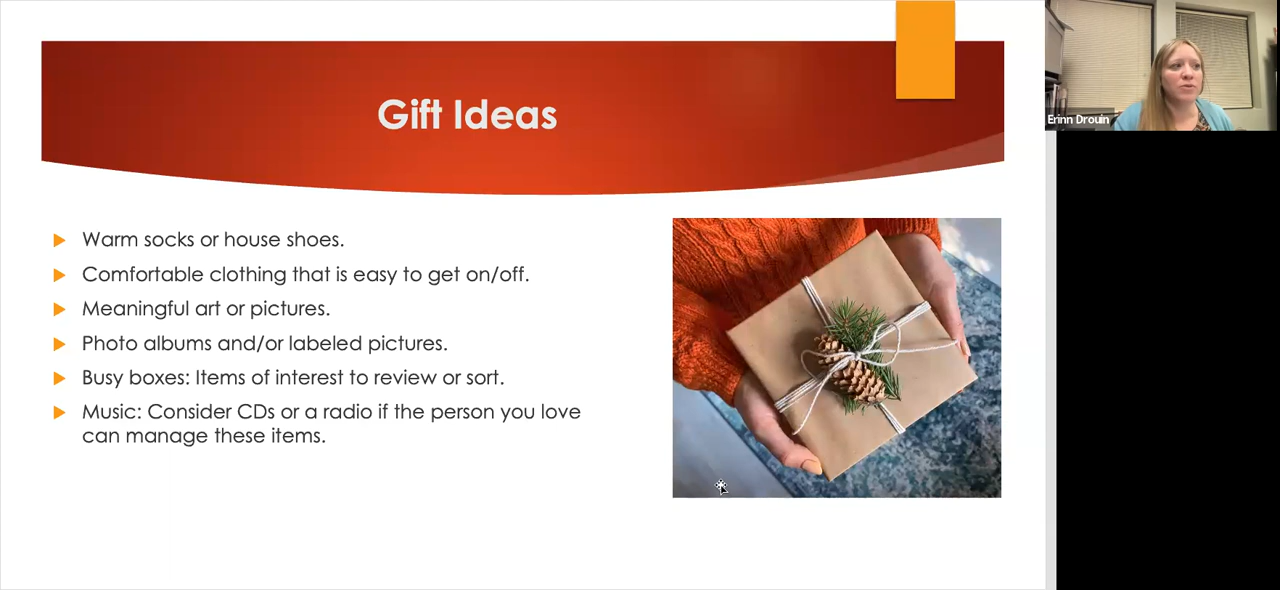 Gift Ideas
Warm socks or house shoes.
Comfortable clothing that is easy to get on/off.
Meaningful art or pictures.
Photo albums and/or labeled pictures.
Busy boxes: Items of interest to review or sort.
Music: Consider CDs or a radio if the person you love
can manage these items.
Erinn Drouin